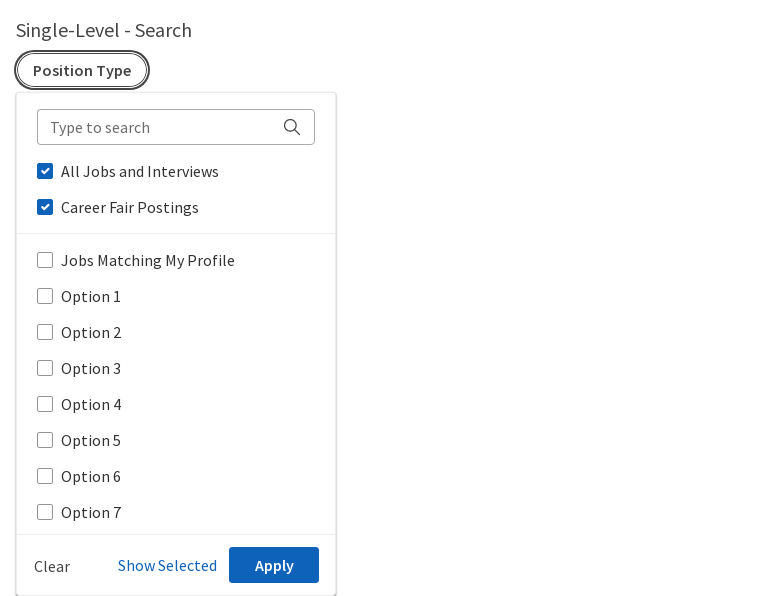 Single-Level - Search
Position Type
Type to search
All Jobs and Interviews
Career Fair Postings
Jobs Matching My Profile
Option 1
Option 2
Option 3
Option 4
Option 5
Option 6
Option 7
Clear Show Selected Apply